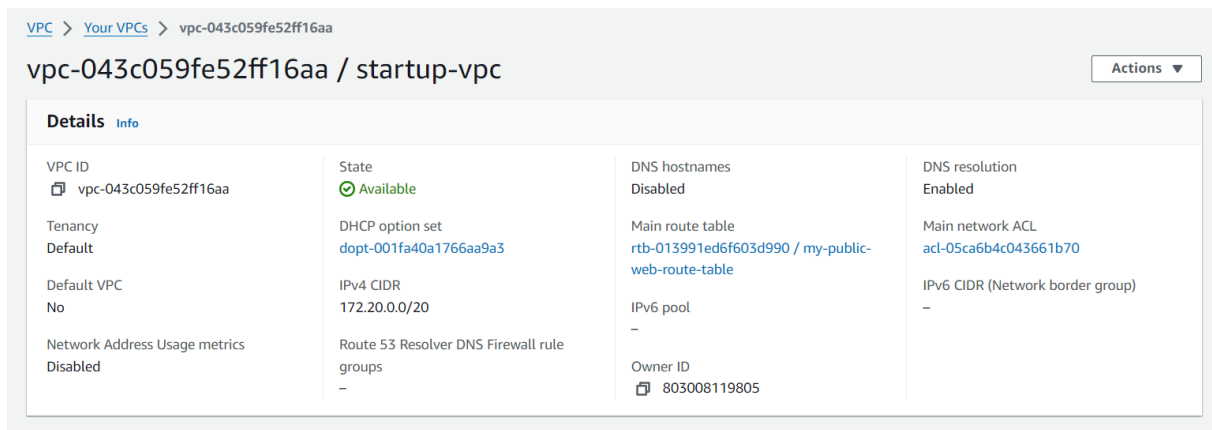 VPC > Your VPCs > vpc-043c059fe52ff16aa
vpc-043c059fe52ff16aa / startup-vpc
Actions ▼
Details Info
VPC ID
vpc-043c059fe52ff16aa
State
Available
DNS hostnames
Disabled
DNS resolution
Enabled
Tenancy
Default
DHCP option set
dopt-001fa40a1766aa9a3
Main route table
rtb-013991ed6f603d990 / my-public-
web-route-table
Main network ACL
acl-05ca6b4c043661b70
Default VPC
No
IPv4 CIDR
172.20.0.0/20
IPv6 pool
–
IPv6 CIDR (Network border group)
–
Network Address Usage metrics
Disabled
Route 53 Resolver DNS Firewall rule
groups
–
Owner ID
803008119805